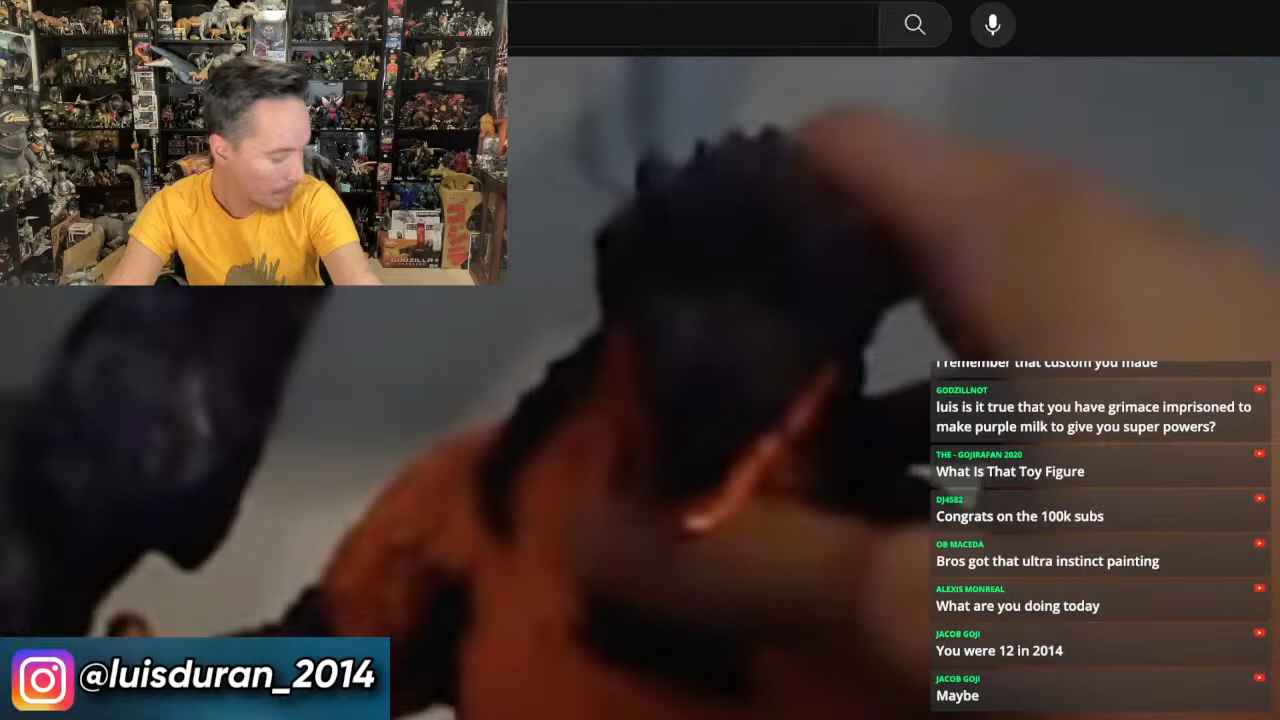 I remember that custom you made
GODZILLNOT
luis is it true that you have grimace imprisoned to
make purple milk to give you super powers?
THE - GOJIRAFAN 2020
What Is That Toy Figure
DJ4582
Congrats on the 100k subs
OB MACEDA
Bros got that ultra instinct painting
ALEXIS MONREAL
What are you doing today
JACOB GOJI
You were 12 in 2014
JACOB GOJI
Maybe
@luisduran_2014
GODZILLA